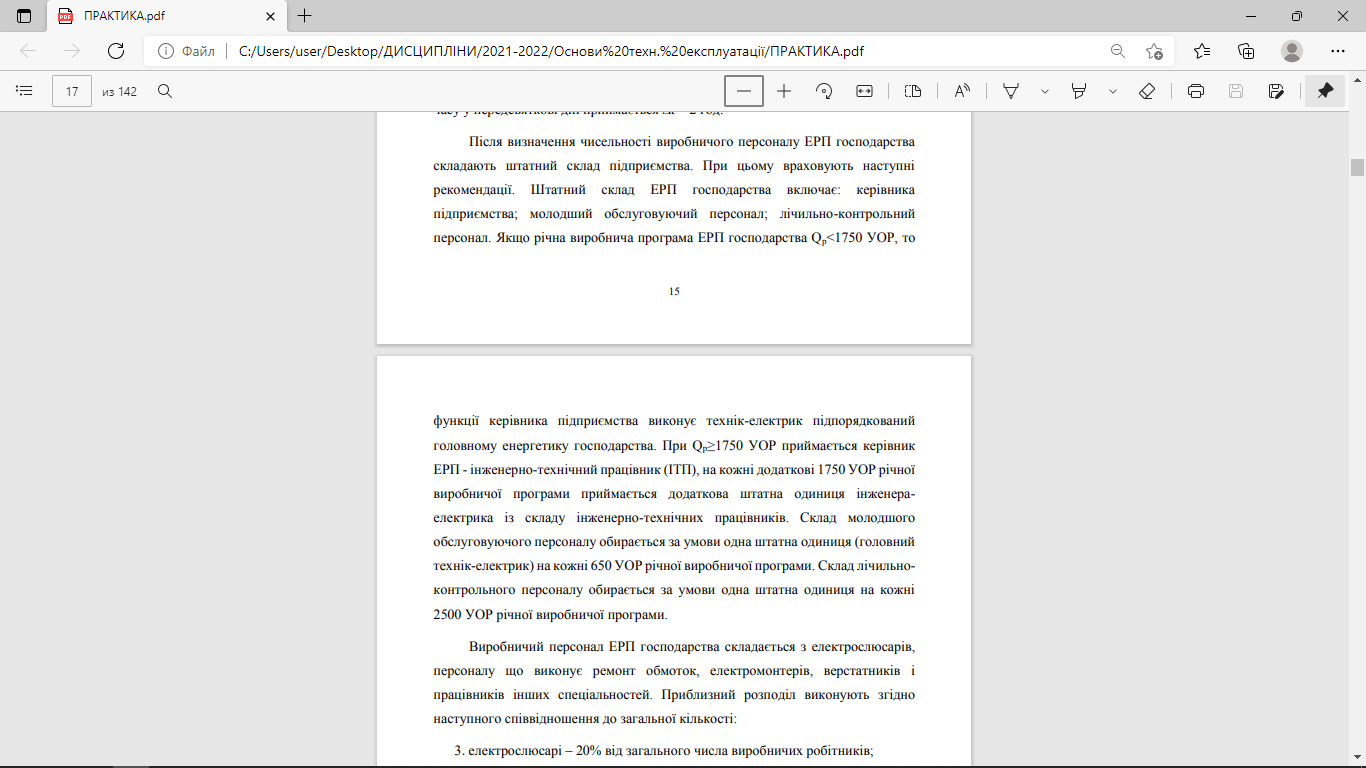 ПРАКТИКА.pdf
Файл C:/Users/user/Desktop/ДИСЦИПЛІНИ/2021-2022/Основи%20техн.%20експлуатації/ПРАКТИКА.pdf
17 из 142
Після визначення чисельності виробничого персоналу ЕРП господарства
складають штатний склад підприємства. При цьому враховують наступні
рекомендації. Штатний склад ЕРП господарства включає: керівника
підприємства; молодший обслуговуючий персонал; лічильно-контрольний
персонал. Якщо річна виробнича програма ЕРП господарства Qр<1750 УОР, то
15
функції керівника підприємства виконує технік-електрик підпорядкований
головному енергетику господарства. При Qр≥1750 УОР приймається керівник
ЕРП - інженерно-технічний працівник (ІТП), на кожні додаткові 1750 УОР річної
виробничої програми приймається додаткова штатна одиниця інженера-
електрика із складу інженерно-технічних працівників. Склад молодшого
обслуговуючого персоналу обирається за умови одна штатна одиниця (головний
технік-електрик) на кожні 650 УОР річної виробничої програми. Склад лічильно-
контрольного персоналу обирається за умови одна штатна одиниця на кожні
2500 УОР річної виробничої програми.
Виробничий персонал ЕРП господарства складається з електрослюсарів,
персоналу що виконує ремонт обмоток, електромонтерів, верстатників і
працівників інших спеціальностей. Приблизний розподіл виконують згідно
наступного співвідношення до загальної кількості:
3. електрослюсарі – 20% від загального числа виробничих робітників;